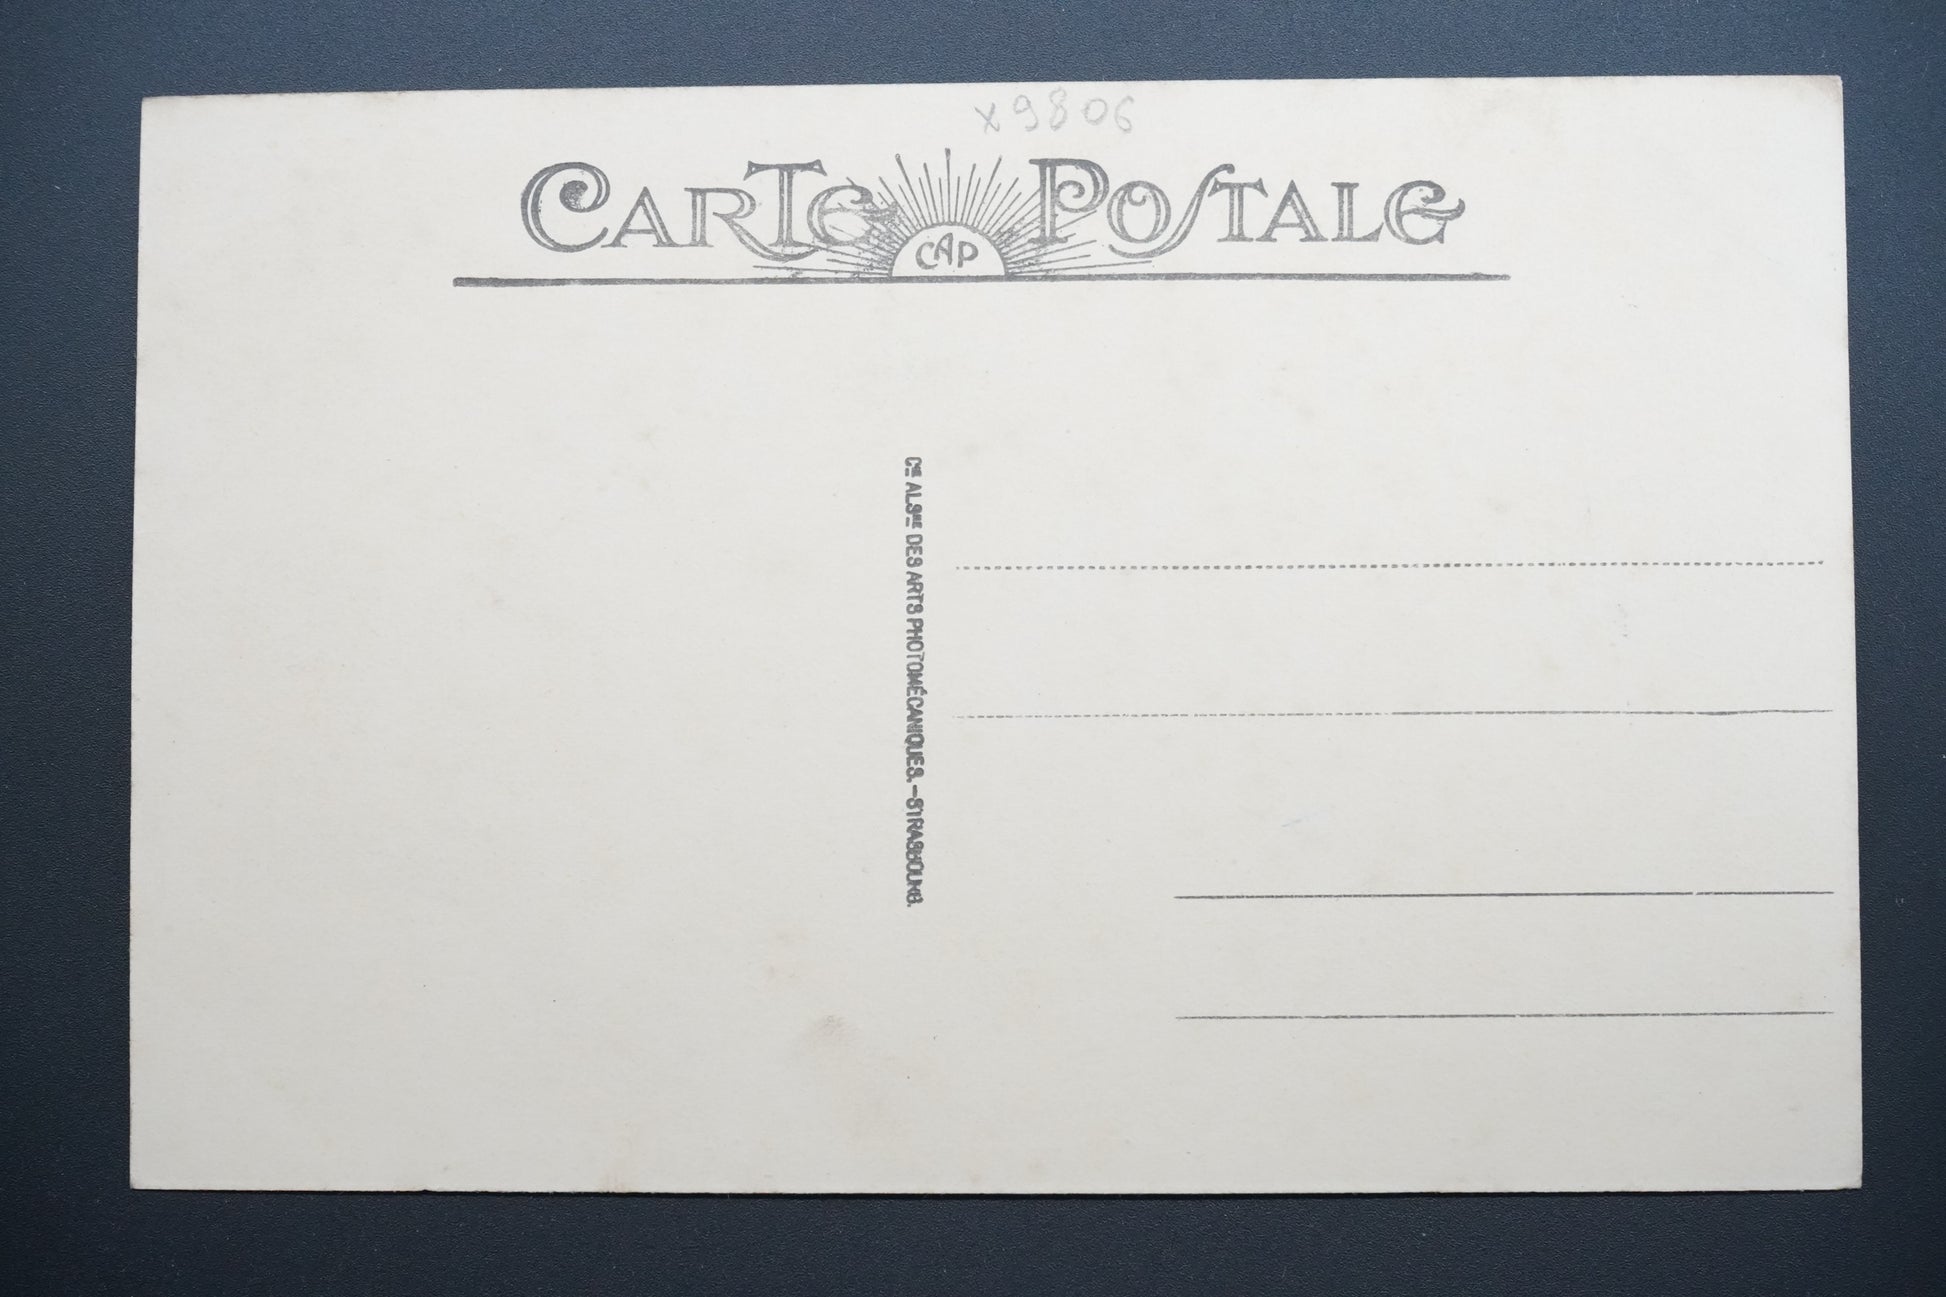 x9806
CARTE POSTALE
CAP
Cᴵᴱ ALSᴺᴱ DES ARTS PHOTOMÉCANIQUES. – STRASBOURG.